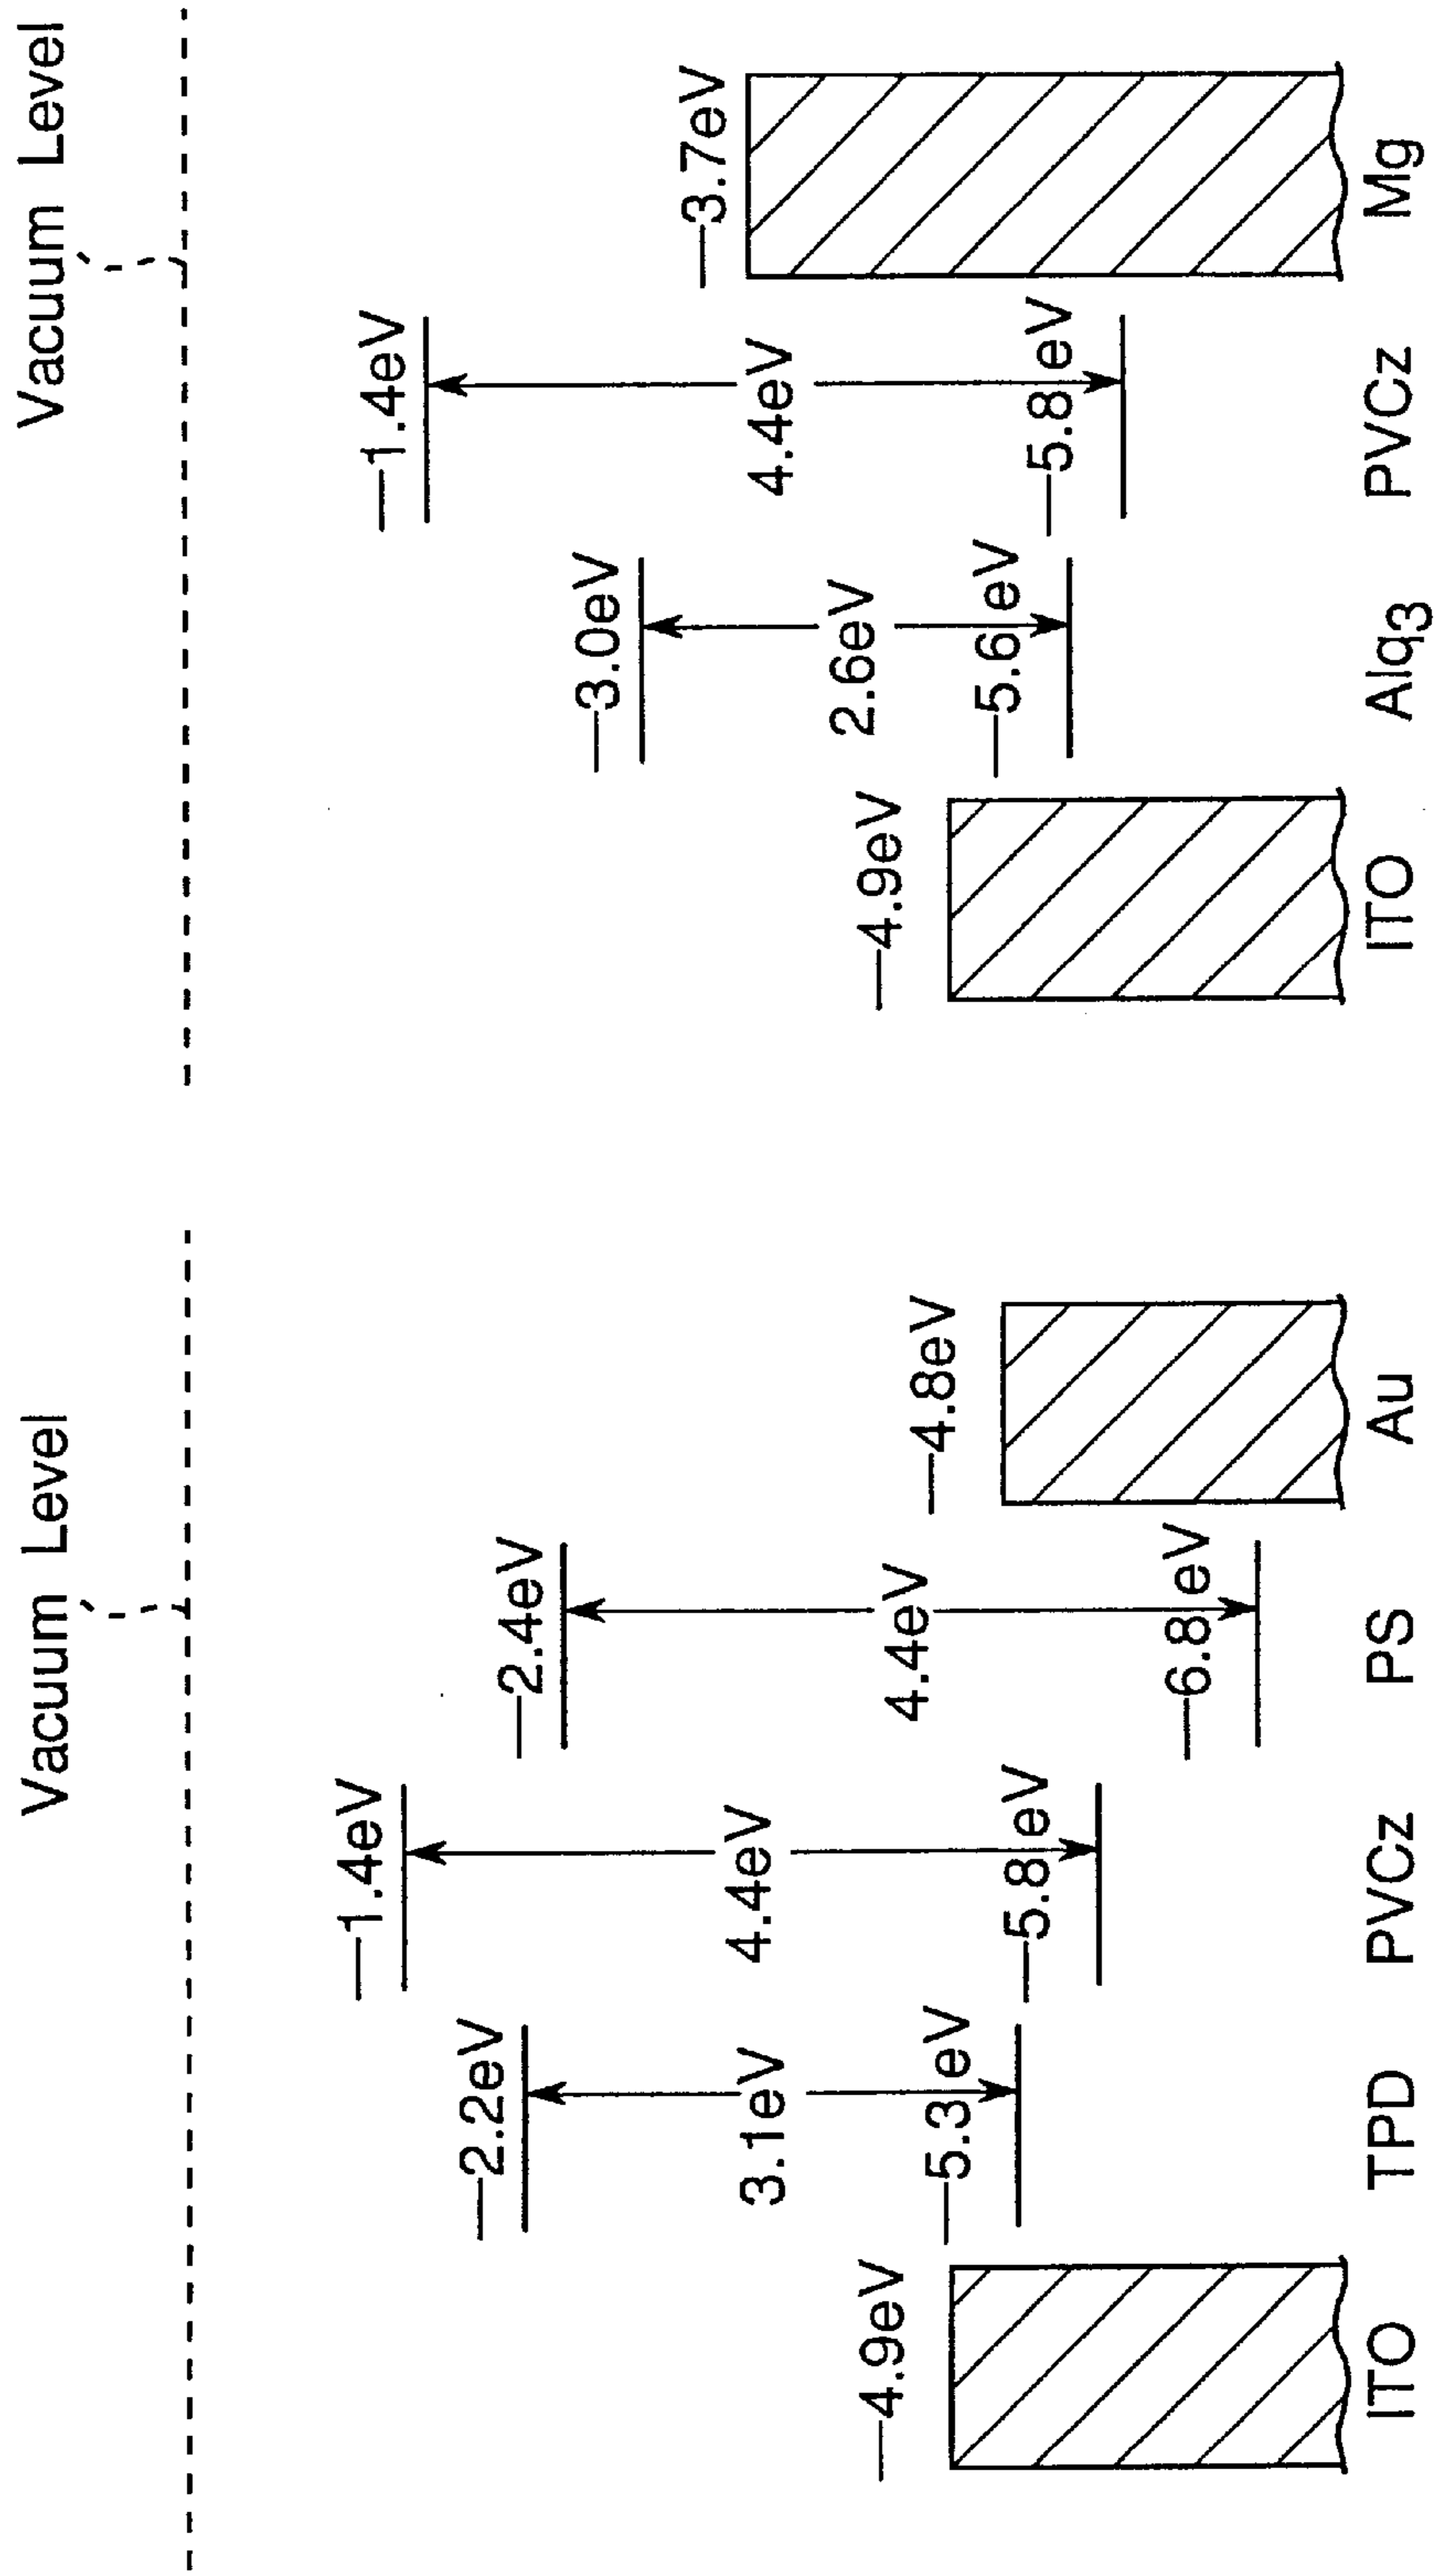 Vacuum Level
—4.9eV
—2.2eV
3.1eV
—5.3eV
—1.4eV
4.4eV
—5.8eV
—2.4eV
4.4eV
—6.8eV
—4.8eV
ITO TPD PVCz PS Au
Vacuum Level
—4.9eV
—3.0eV
2.6eV
—5.6eV
—1.4eV
4.4eV
—5.8eV
—3.7eV
ITO Alq3 PVCz Mg